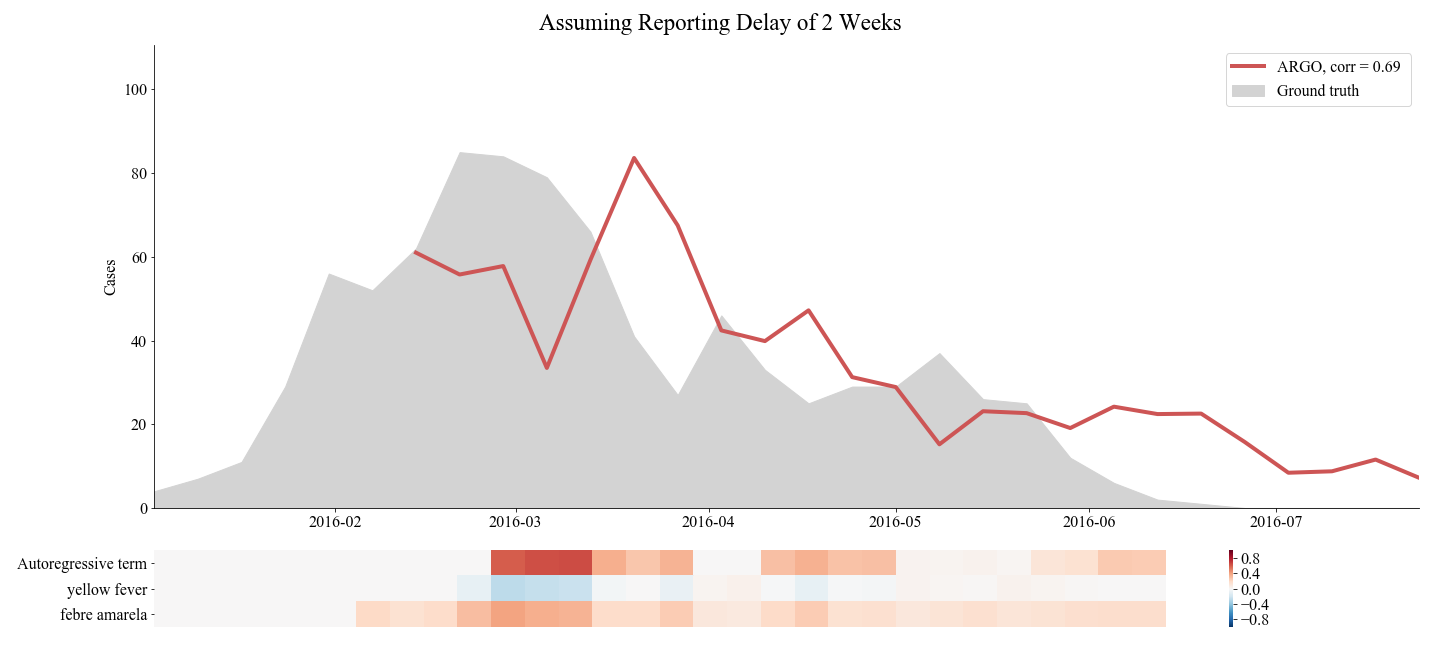 Assuming Reporting Delay of 2 Weeks
ARGO, corr = 0.69
Ground truth
100
80
60
40
20
0
Cases
2016-02 2016-03 2016-04 2016-05 2016-06 2016-07
Autoregressive term
yellow fever
febre amarela
0.8
0.4
0.0
−0.4
−0.8